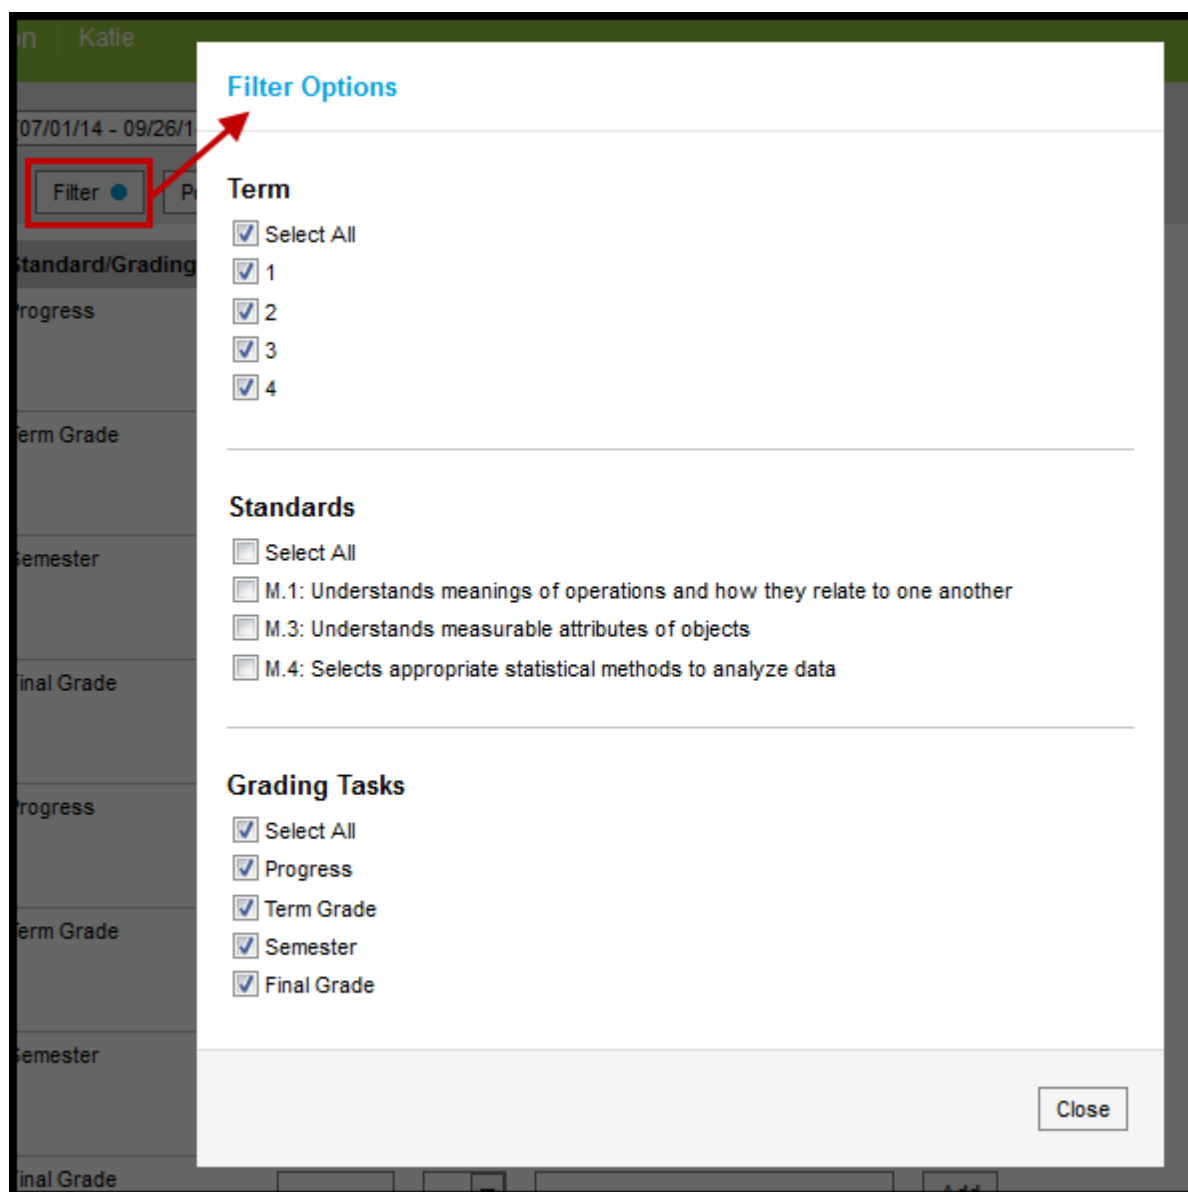 on Katie
Filter Options
(07/01/14 - 09/26/1
Filter
Term
Select All
1
2
3
4
Standard/Grading
Progress
Term Grade
Semester
Final Grade
Progress
Term Grade
Semester
Final Grade
Standards
Select All
M.1: Understands meanings of operations and how they relate to one another
M.3: Understands measurable attributes of objects
M.4: Selects appropriate statistical methods to analyze data
Grading Tasks
Select All
Progress
Term Grade
Semester
Final Grade
Close
Add